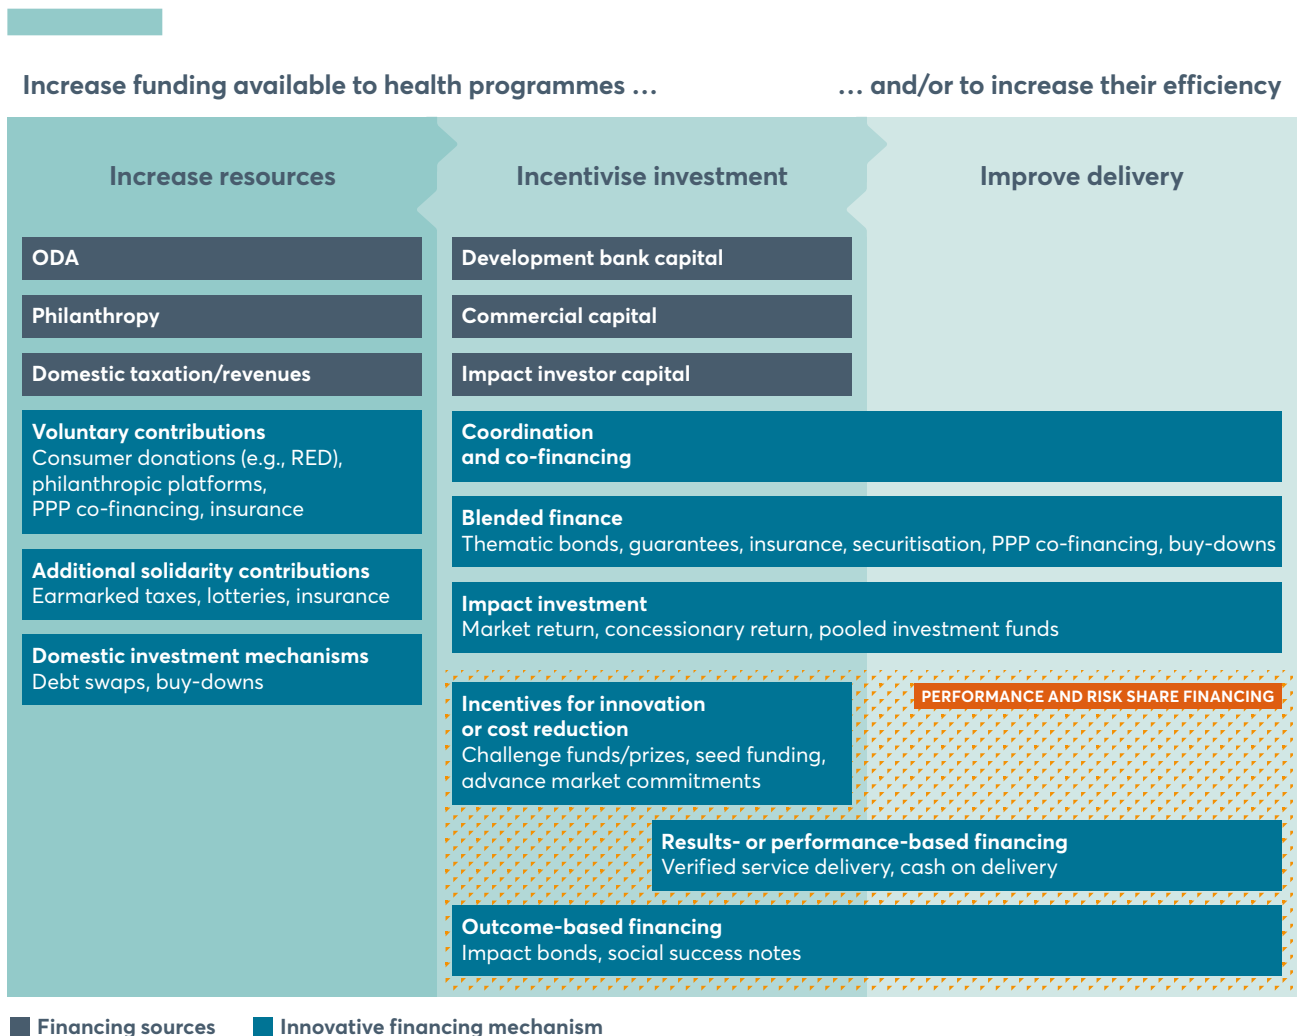 Increase funding available to health programmes …
… and/or to increase their efficiency
Increase resources
Incentivise investment
Improve delivery
ODA
Philanthropy
Domestic taxation/revenues
Voluntary contributions
Consumer donations (e.g., RED),
philanthropic platforms,
PPP co-financing, insurance
Additional solidarity contributions
Earmarked taxes, lotteries, insurance
Domestic investment mechanisms
Debt swaps, buy-downs
Development bank capital
Commercial capital
Impact investor capital
Coordination
and co-financing
Blended finance
Thematic bonds, guarantees, insurance, securitisation, PPP co-financing, buy-downs
Impact investment
Market return, concessionary return, pooled investment funds
Incentives for innovation
or cost reduction
Challenge funds/prizes, seed funding,
advance market commitments
PERFORMANCE AND RISK SHARE FINANCING
Results- or performance-based financing
Verified service delivery, cash on delivery
Outcome-based financing
Impact bonds, social success notes
Financing sources
Innovative financing mechanism